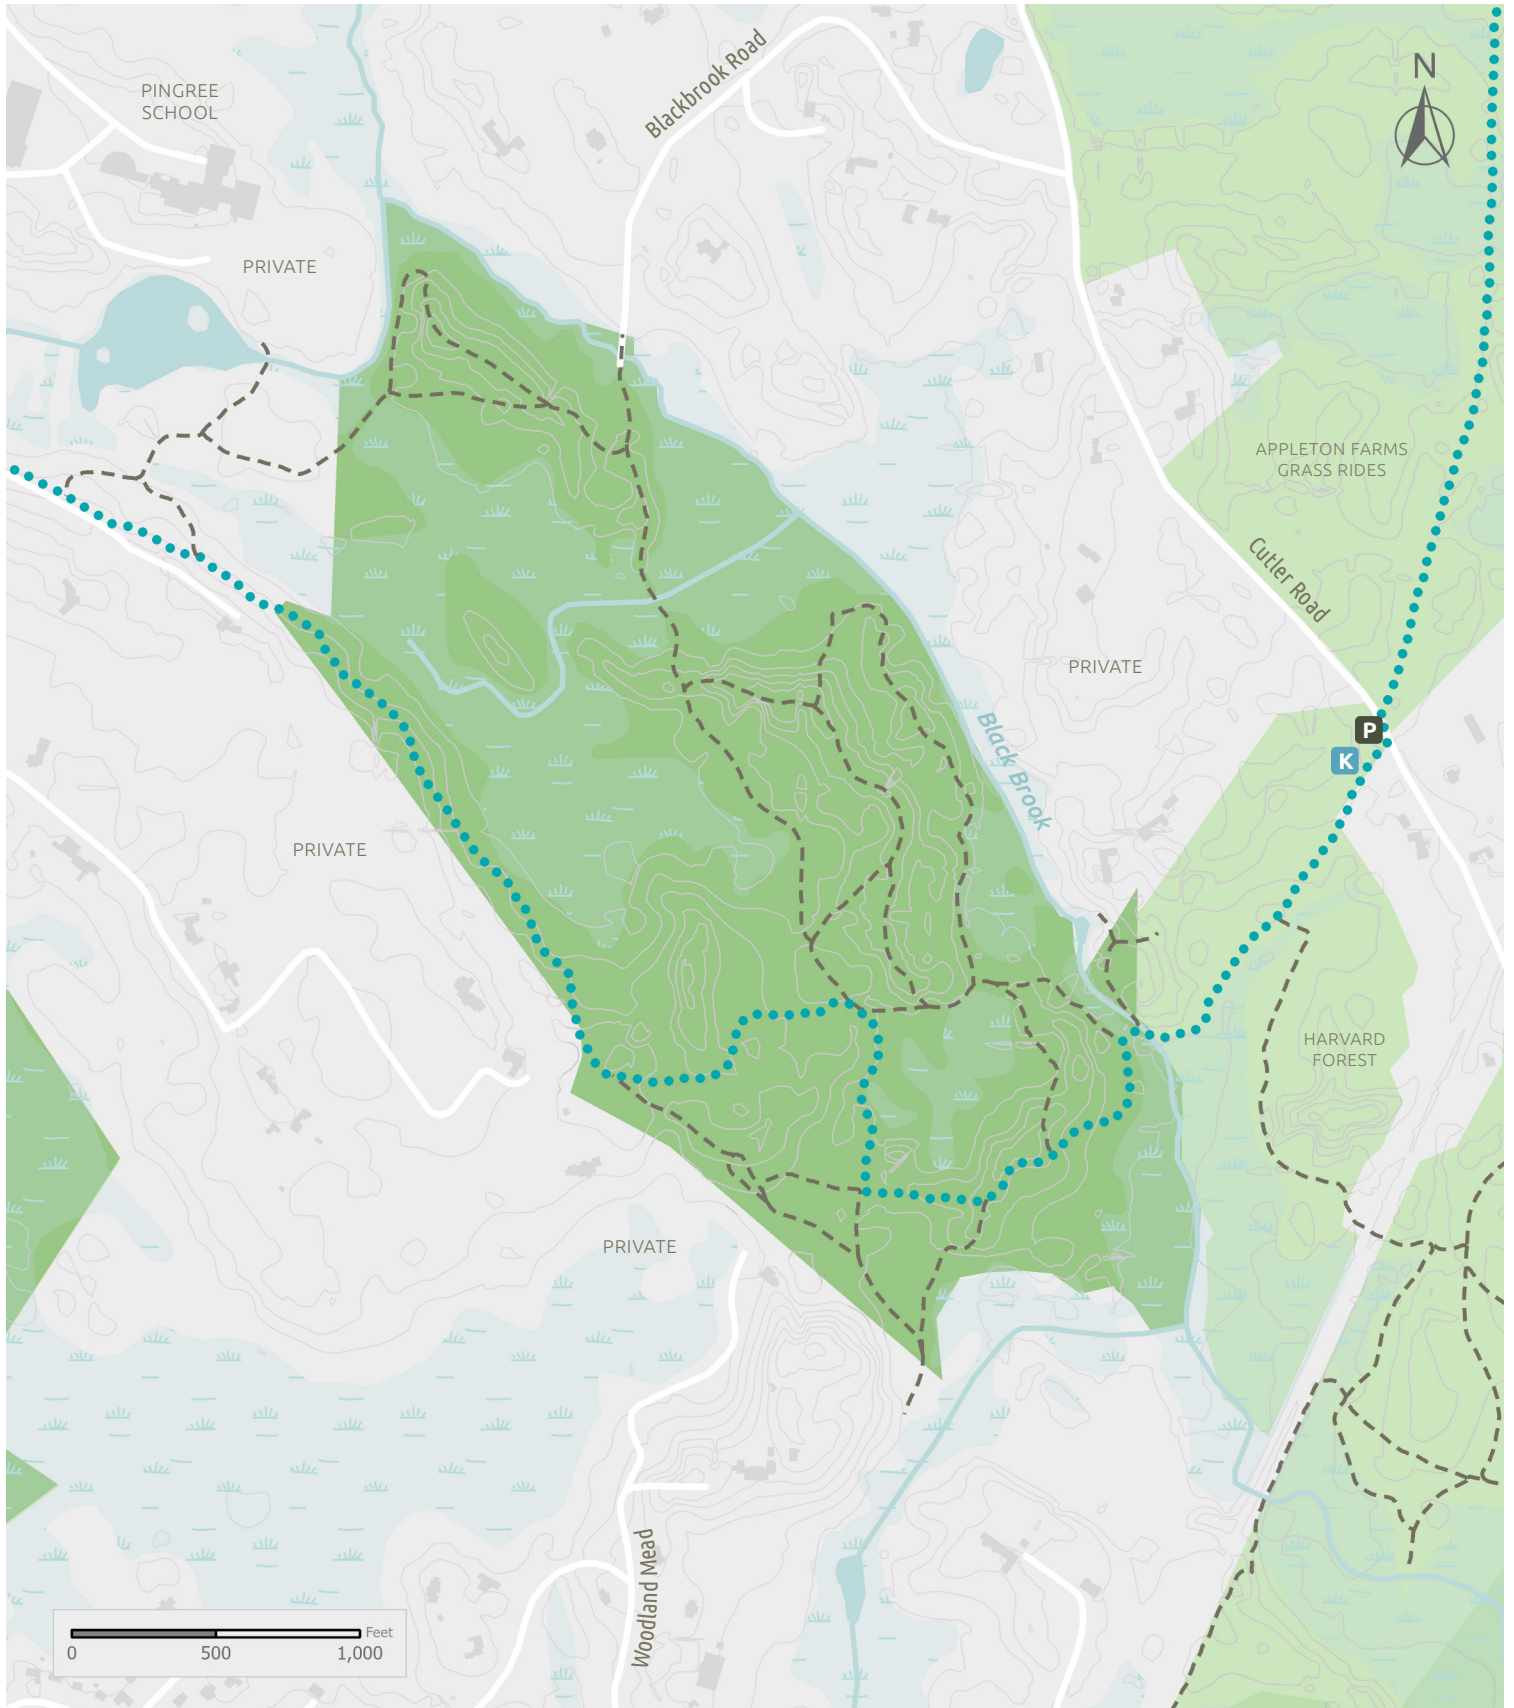 Blackbrook Road
N
PINGREE
SCHOOL
PRIVATE
APPLETON FARMS
GRASS RIDES
Cutler Road
PRIVATE
Black Brook
P
K
PRIVATE
HARVARD
FOREST
PRIVATE
Woodland Mead
Feet
0 500 1,000